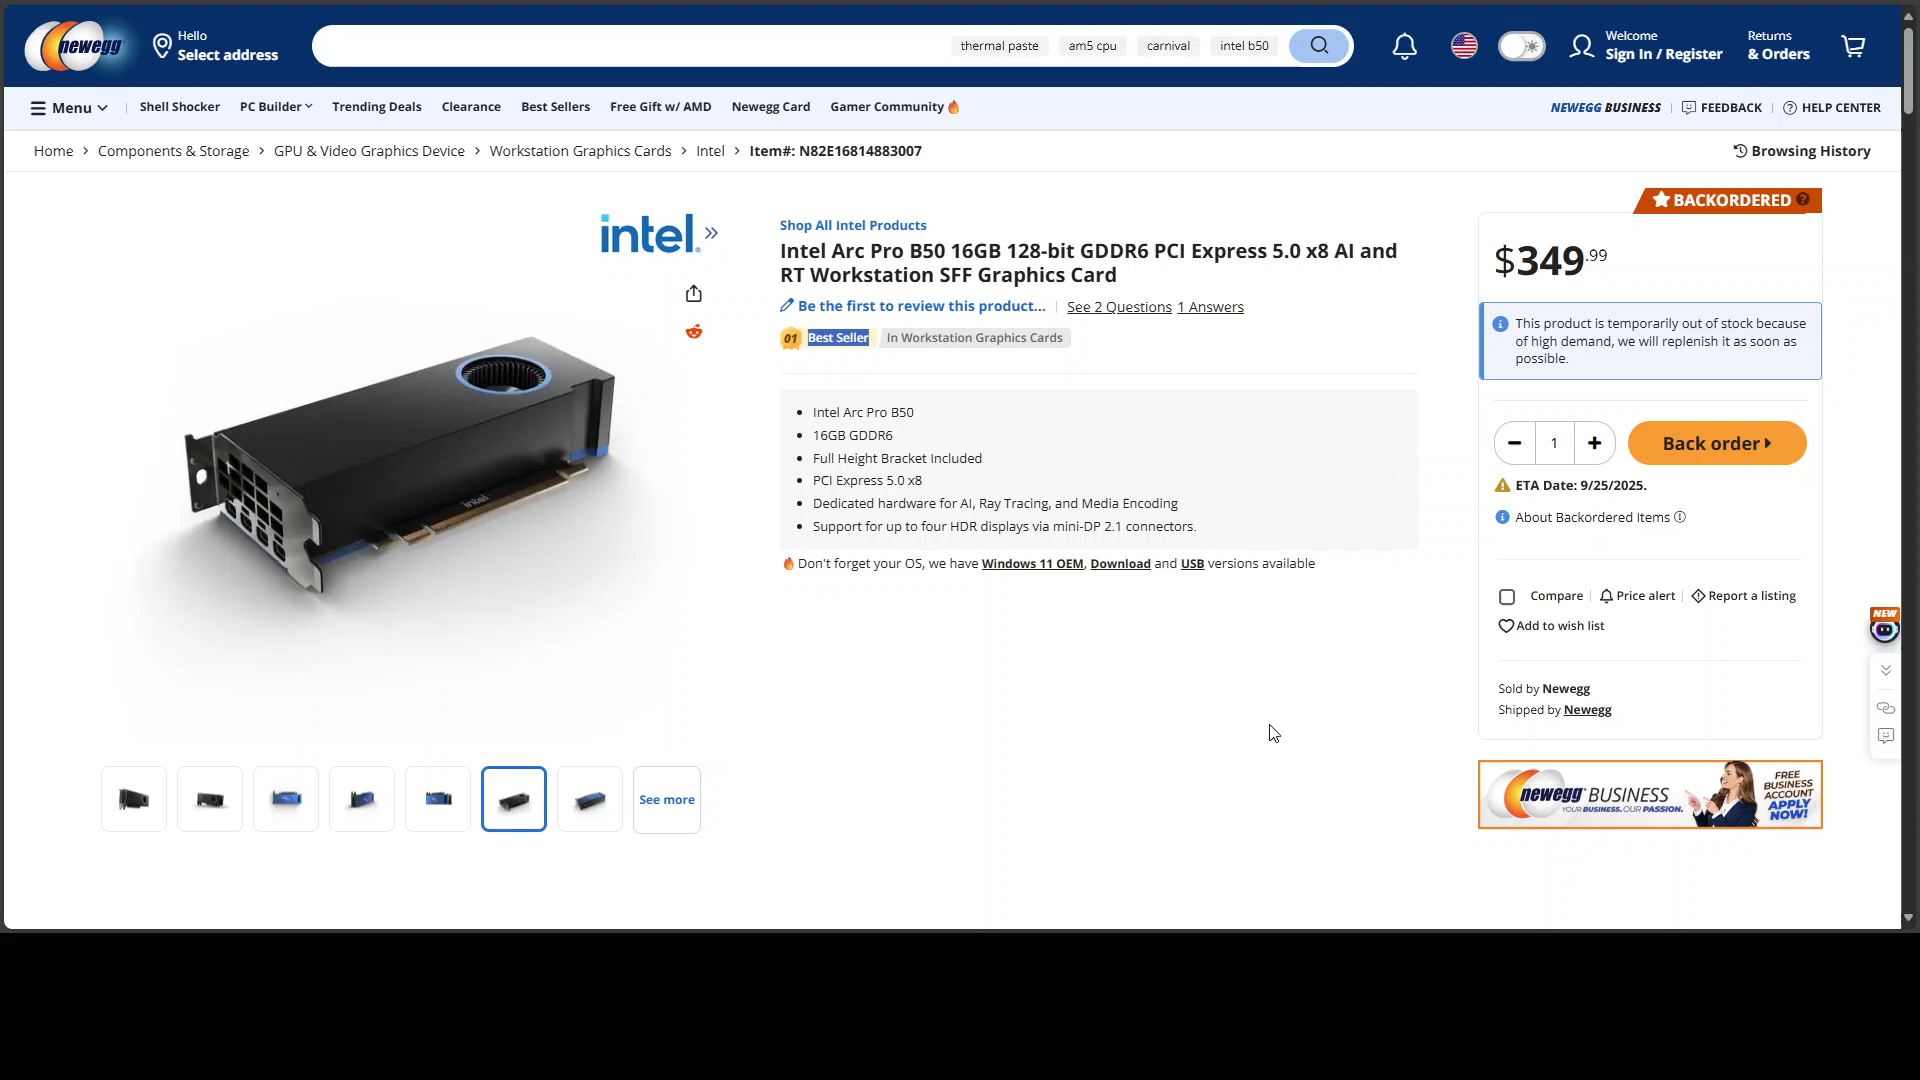 newegg
Hello
Select address
thermal paste
am5 cpu
carnival
intel b50
Welcome
Sign In / Register
Returns
& Orders
Menu
Shell Shocker
PC Builder
Trending Deals
Clearance
Best Sellers
Free Gift w/ AMD
Newegg Card
Gamer Community
NEWEGG BUSINESS
FEEDBACK
HELP CENTER
Home > Components & Storage > GPU & Video Graphics Device > Workstation Graphics Cards > Intel > Item#: N82E16814883007
Browsing History
intel
Shop All Intel Products
Intel Arc Pro B50 16GB 128-bit GDDR6 PCI Express 5.0 x8 AI and
RT Workstation SFF Graphics Card
Be the first to review this product...
See 2 Questions 1 Answers
01 Best Seller
In Workstation Graphics Cards
• Intel Arc Pro B50
• 16GB GDDR6
• Full Height Bracket Included
• PCI Express 5.0 x8
• Dedicated hardware for AI, Ray Tracing, and Media Encoding
• Support for up to four HDR displays via mini-DP 2.1 connectors.
Don't forget your OS, we have Windows 11 OEM, Download and USB versions available
intel
See more
BACKORDERED
$349.99
This product is temporarily out of stock because
of high demand, we will replenish it as soon as
possible.
1
Back order
ETA Date: 9/25/2025.
About Backordered Items
Compare
Price alert
Report a listing
Add to wish list
Sold by Newegg
Shipped by Newegg
NEW
newegg BUSINESS
YOUR BUSINESS. OUR PASSION.
FREE
BUSINESS
ACCOUNT
APPLY
NOW!